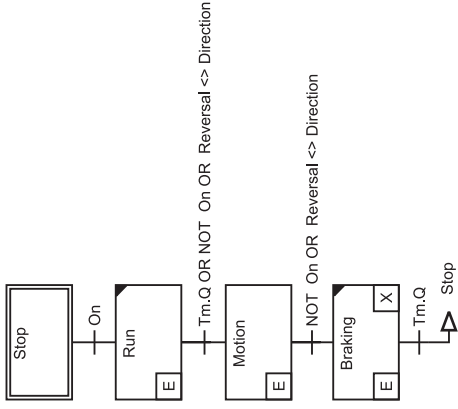 Stop
On
Run
E
Tm.Q OR NOT On OR Reversal <> Direction
Motion
E
NOT On OR Reversal <> Direction
Braking
E
X
Tm.Q
Stop